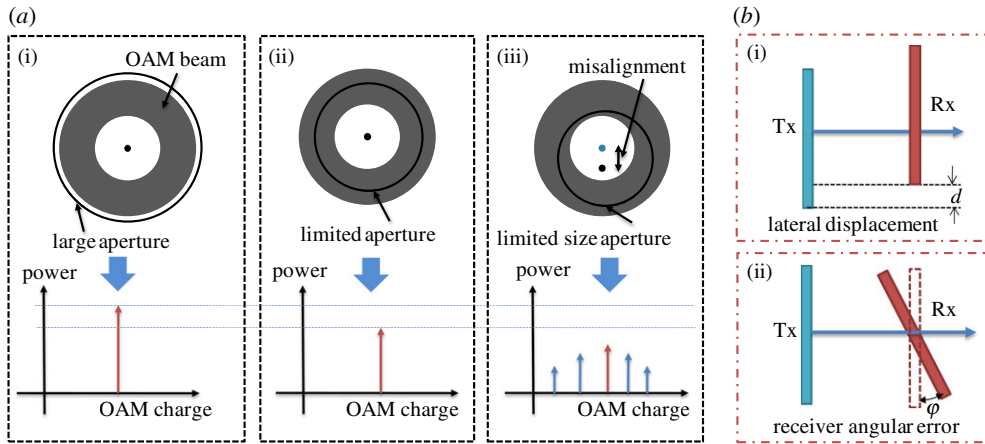 (a)
(i)
OAM beam
large aperture
power
OAM charge
(ii)
limited aperture
power
OAM charge
(iii)
misalignment
limited size aperture
power
OAM charge
(b)
(i)
Tx
Rx
d
lateral displacement
(ii)
Tx
Rx
φ
receiver angular error